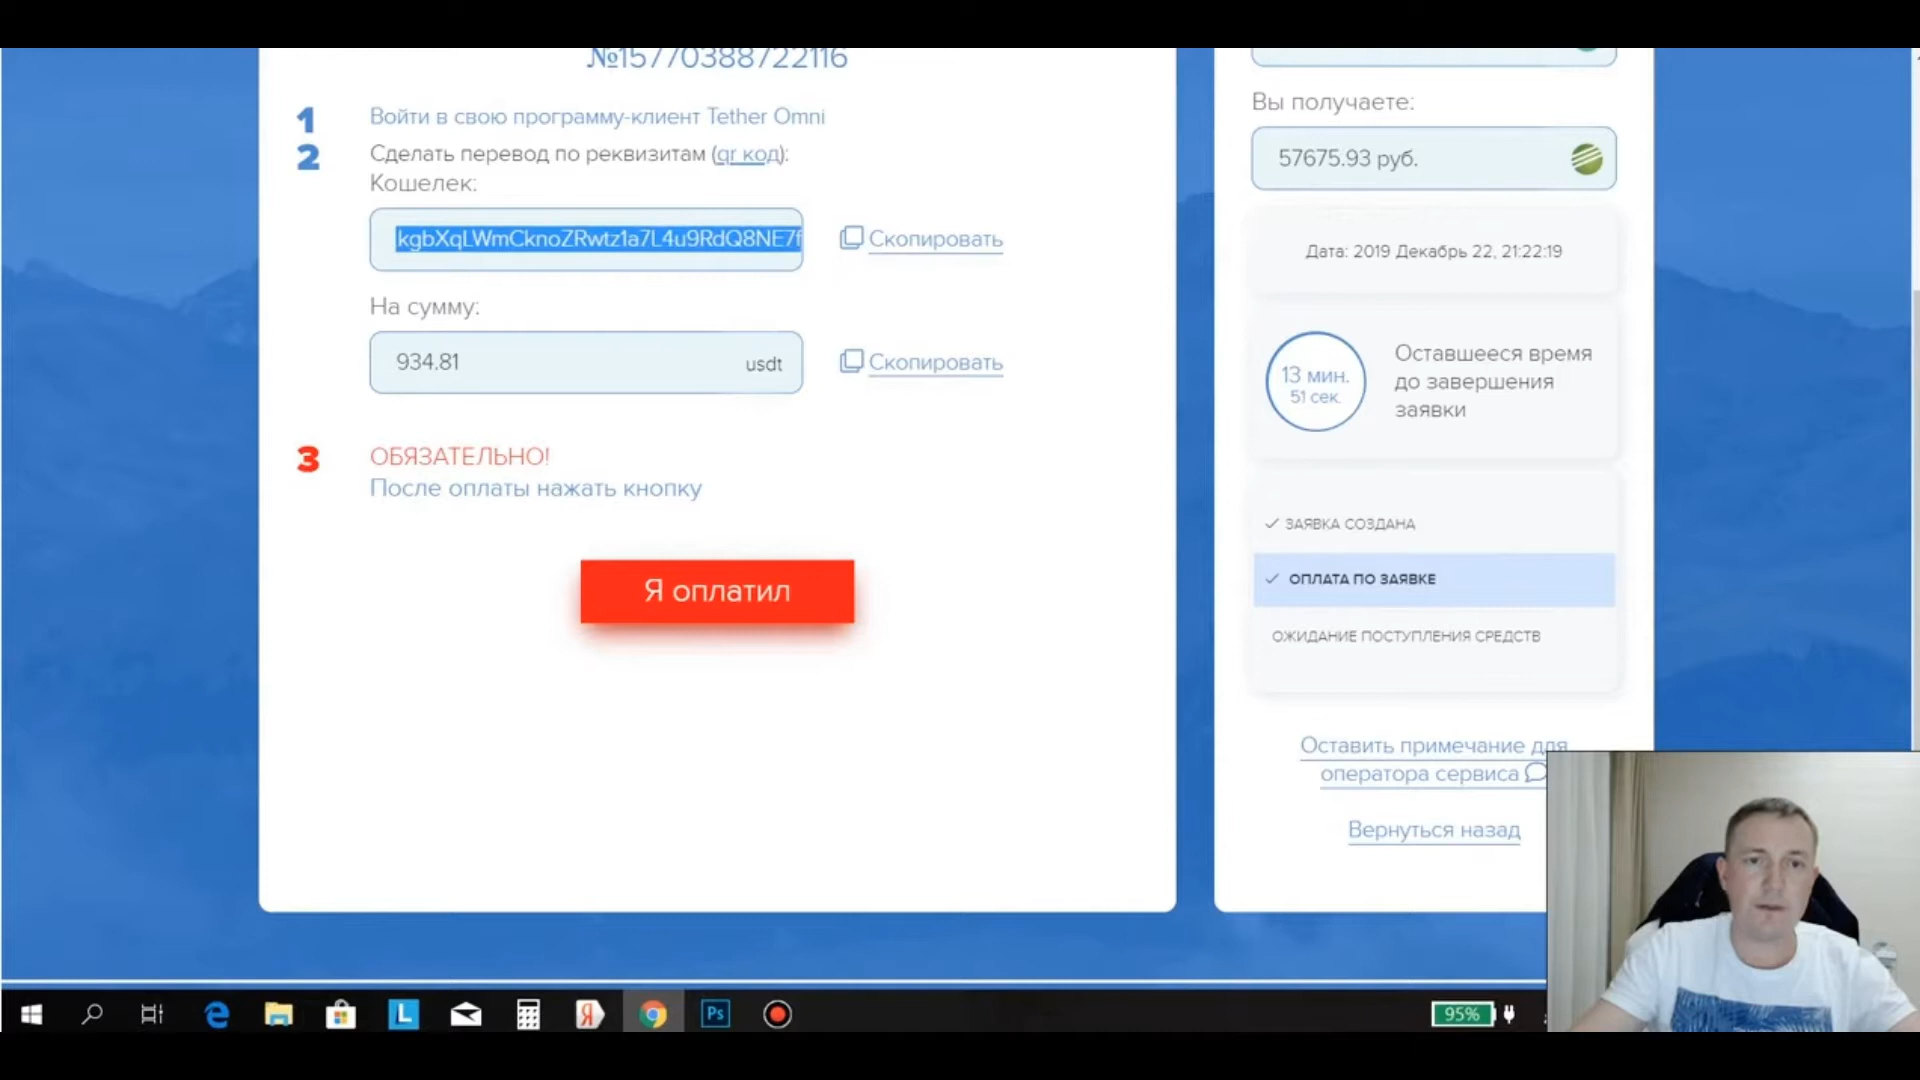 №15770388722116
1 Войти в свою программу-клиент Tether Omni
2 Сделать перевод по реквизитам (qr код):
Кошелек:
kgbXqLWmCknoZRwtz1a7L4u9RdQ8NE7f
Скопировать
На сумму:
934.81 usdt
Скопировать
3 ОБЯЗАТЕЛЬНО!
После оплаты нажать кнопку
Я оплатил
Вы получаете:
57675.93 руб.
Дата: 2019 Декабрь 22, 21:22:19
13 мин.
51 сек.
Оставшееся время
до завершения
заявки
ЗАЯВКА СОЗДАНА
ОПЛАТА ПО ЗАЯВКЕ
ОЖИДАНИЕ ПОСТУПЛЕНИЯ СРЕДСТВ
Оставить примечание для
оператора сервиса
Вернуться назад
L
Я
Ps
95%